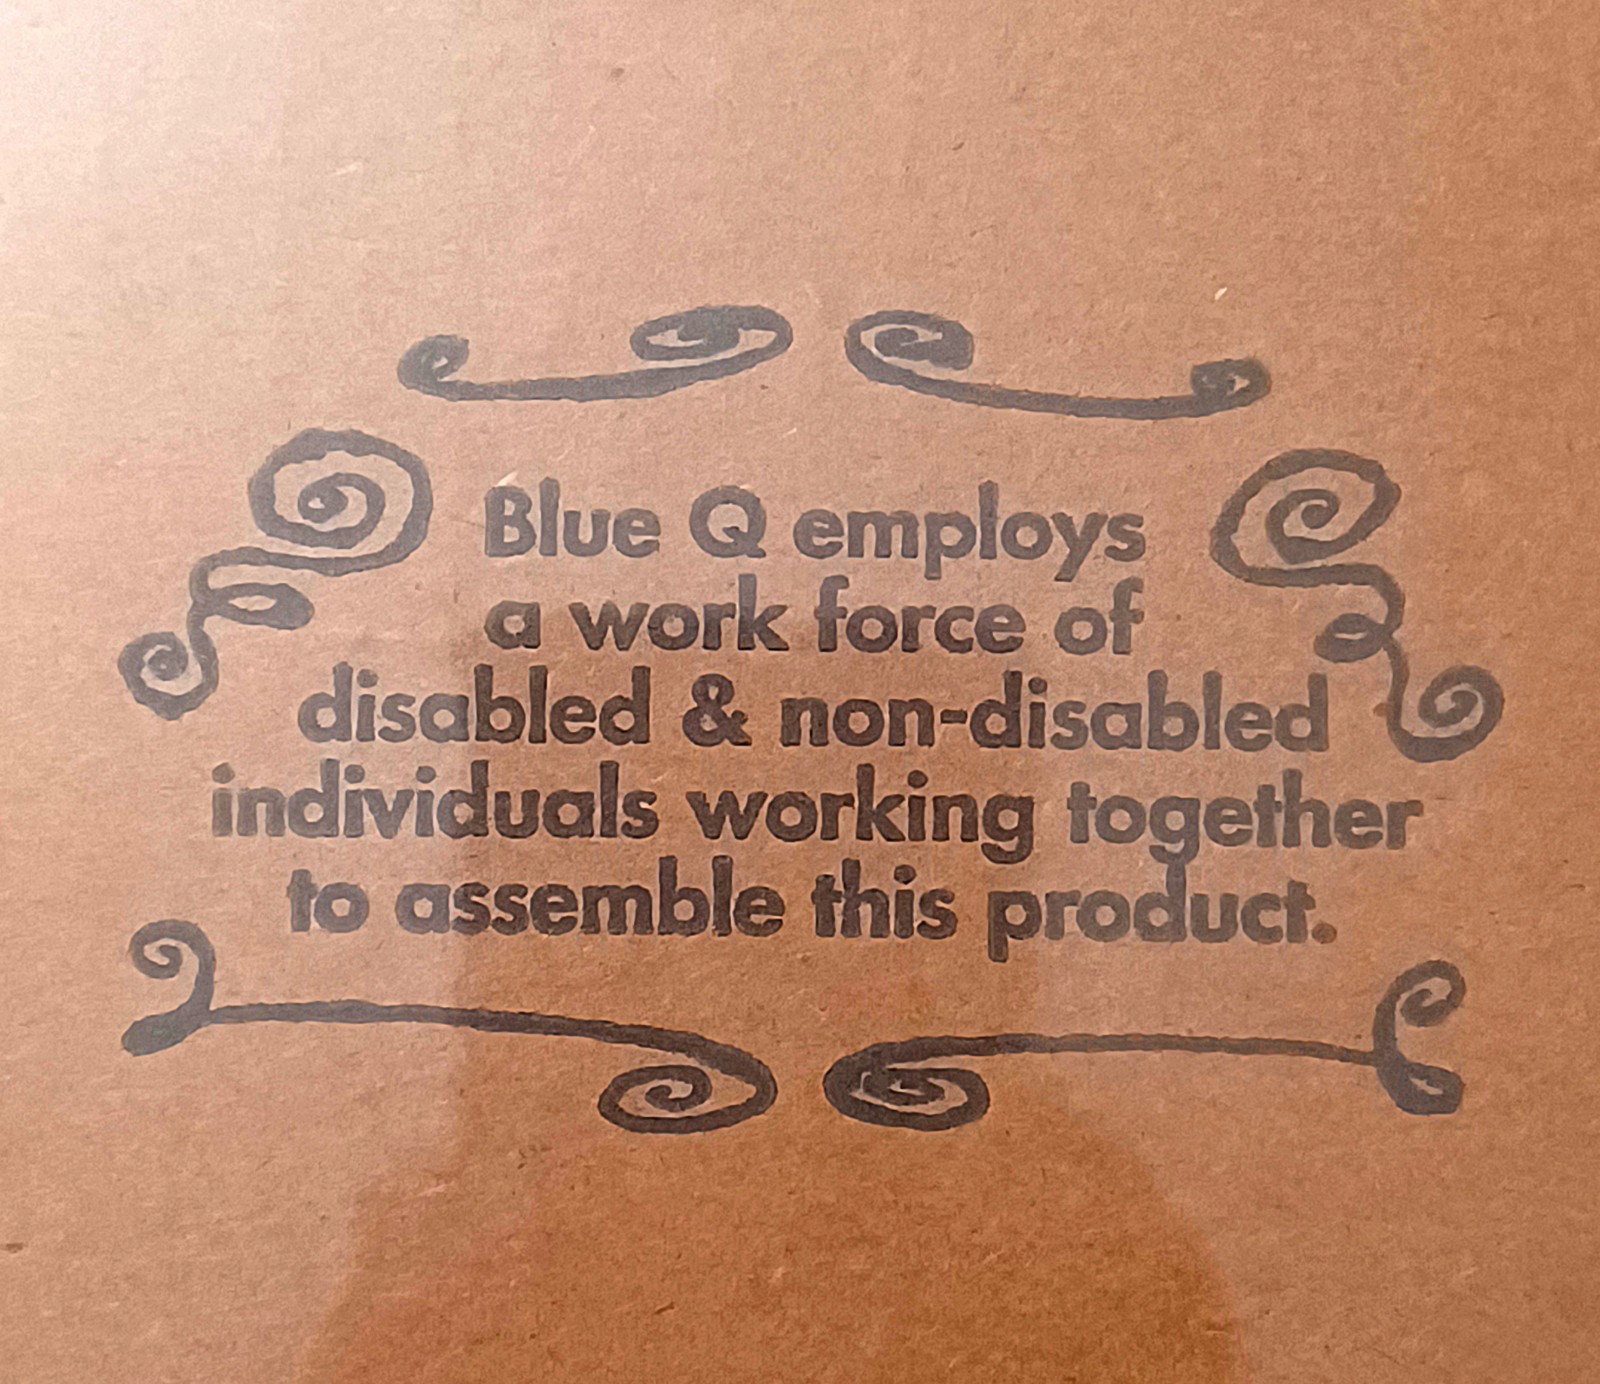 Blue Q employs
a work force of
disabled & non-disabled
individuals working together
to assemble this product.